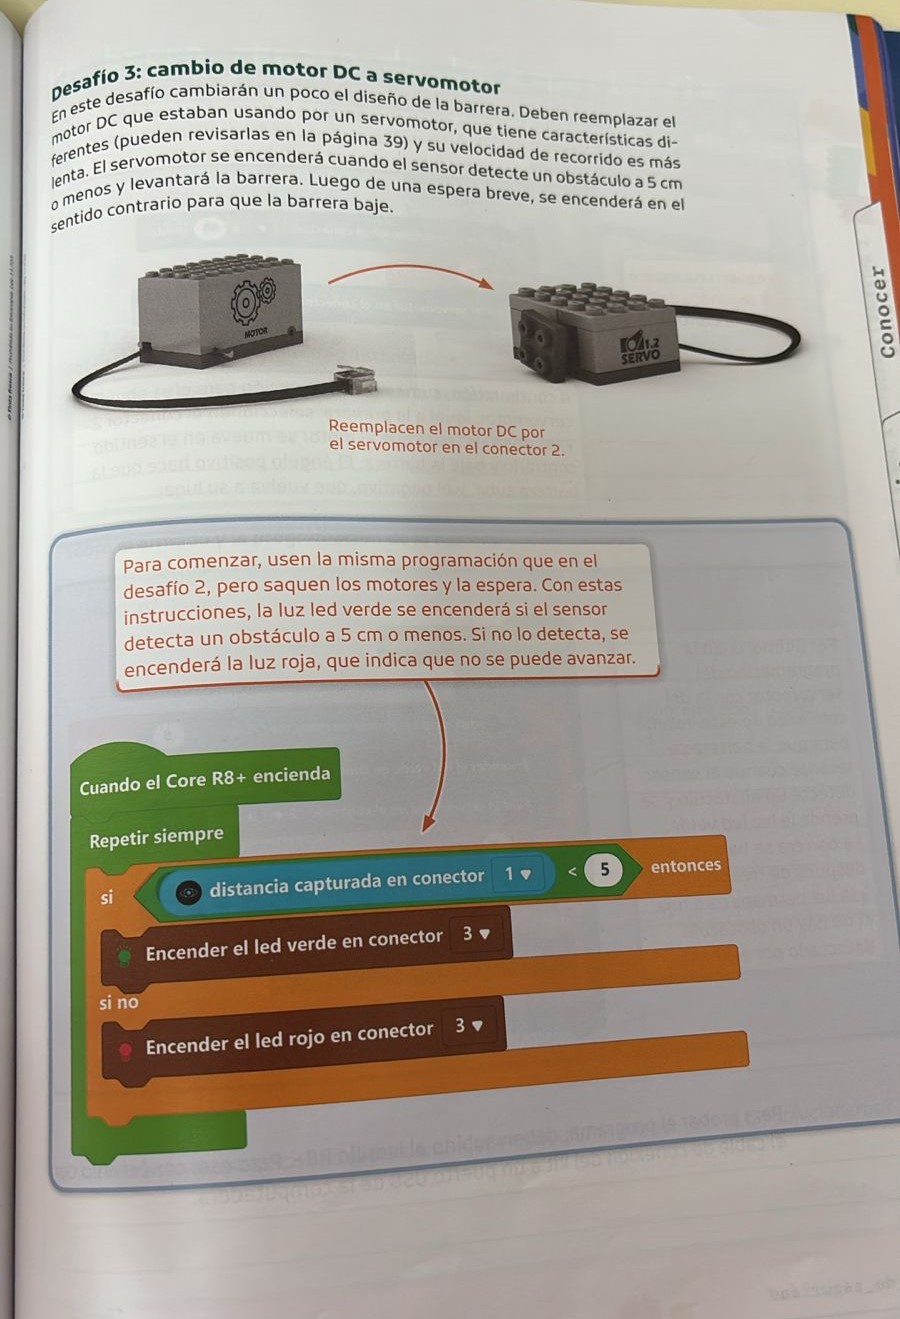 Desafío 3: cambio de motor DC a servomotor
En este desafío cambiarán un poco el diseño de la barrera. Deben reemplazar el
motor DC que estaban usando por un servomotor, que tiene características di-
ferentes (pueden revisarlas en la página 39) y su velocidad de recorrido es más
lenta. El servomotor se encenderá cuando el sensor detecte un obstáculo a 5 cm
o menos y levantará la barrera. Luego de una espera breve, se encenderá en el
sentido contrario para que la barrera baje.
Conocer
MOTOR
1.2
SERVO
Reemplacen el motor DC por
el servomotor en el conector 2.
Para comenzar, usen la misma programación que en el
desafío 2, pero saquen los motores y la espera. Con estas
instrucciones, la luz led verde se encenderá si el sensor
detecta un obstáculo a 5 cm o menos. Si no lo detecta, se
encenderá la luz roja, que indica que no se puede avanzar.
Cuando el Core R8+ encienda
Repetir siempre
si distancia capturada en conector 1 < 5 entonces
Encender el led verde en conector 3
si no
Encender el led rojo en conector 3